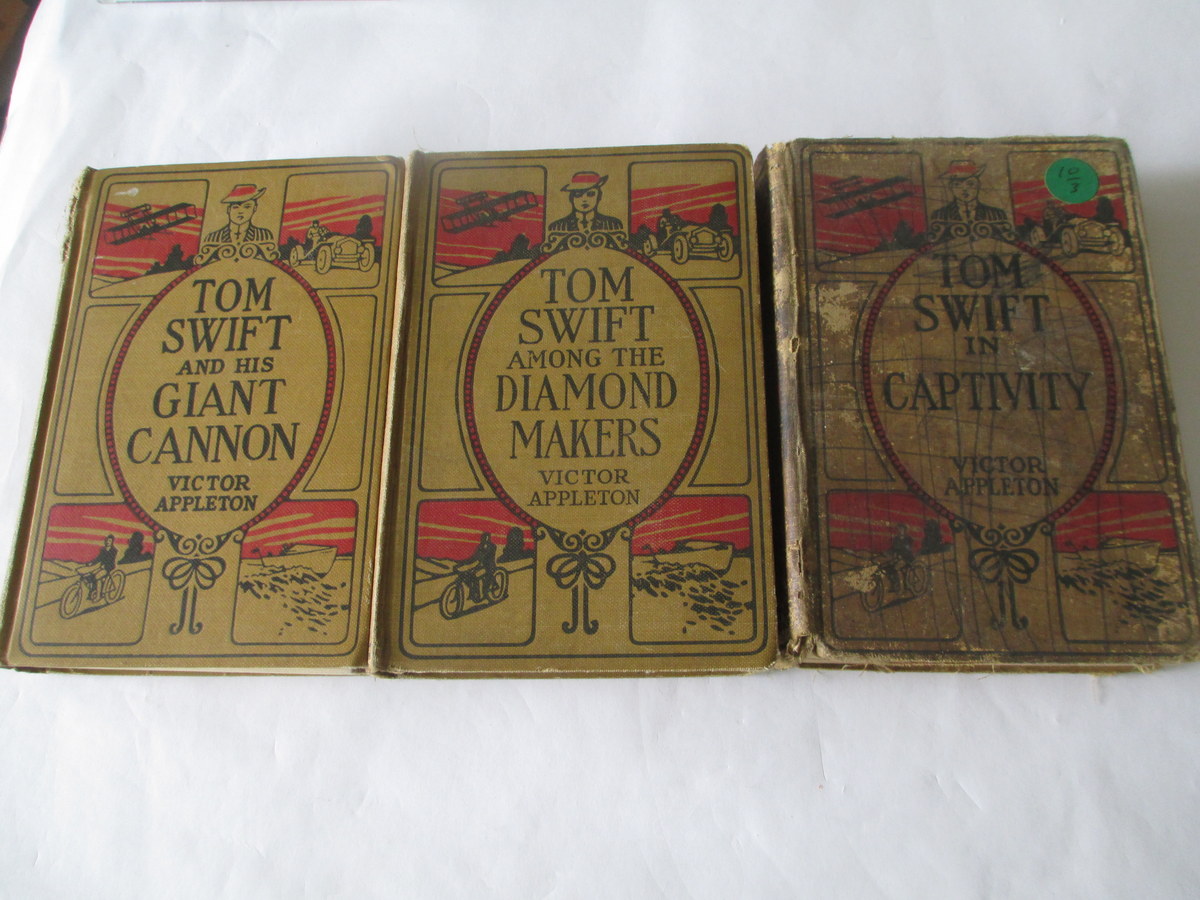 TOM
SWIFT
AND HIS
GIANT
CANNON
VICTOR
APPLETON
TOM
SWIFT
AMONG THE
DIAMOND
MAKERS
VICTOR
APPLETON
TOM
SWIFT
IN
CAPTIVITY
VICTOR
APPLETON
10
3